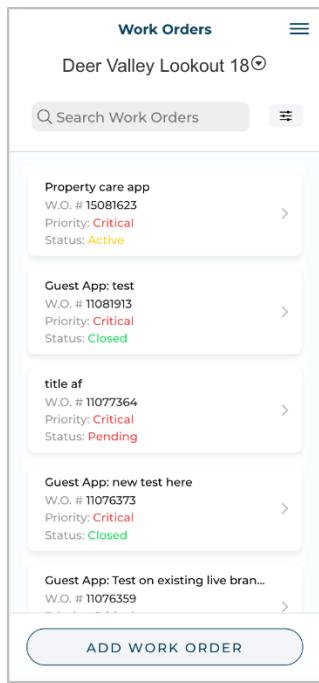 Work Orders
Deer Valley Lookout 18
Search Work Orders
Property care app
W.O. # 15081623
Priority: Critical
Status: Active
Guest App: test
W.O. # 11081913
Priority: Critical
Status: Closed
title af
W.O. # 11077364
Priority: Critical
Status: Pending
Guest App: new test here
W.O. # 11076373
Priority: Critical
Status: Closed
Guest App: Test on existing live bran...
W.O. # 11076359
ADD WORK ORDER